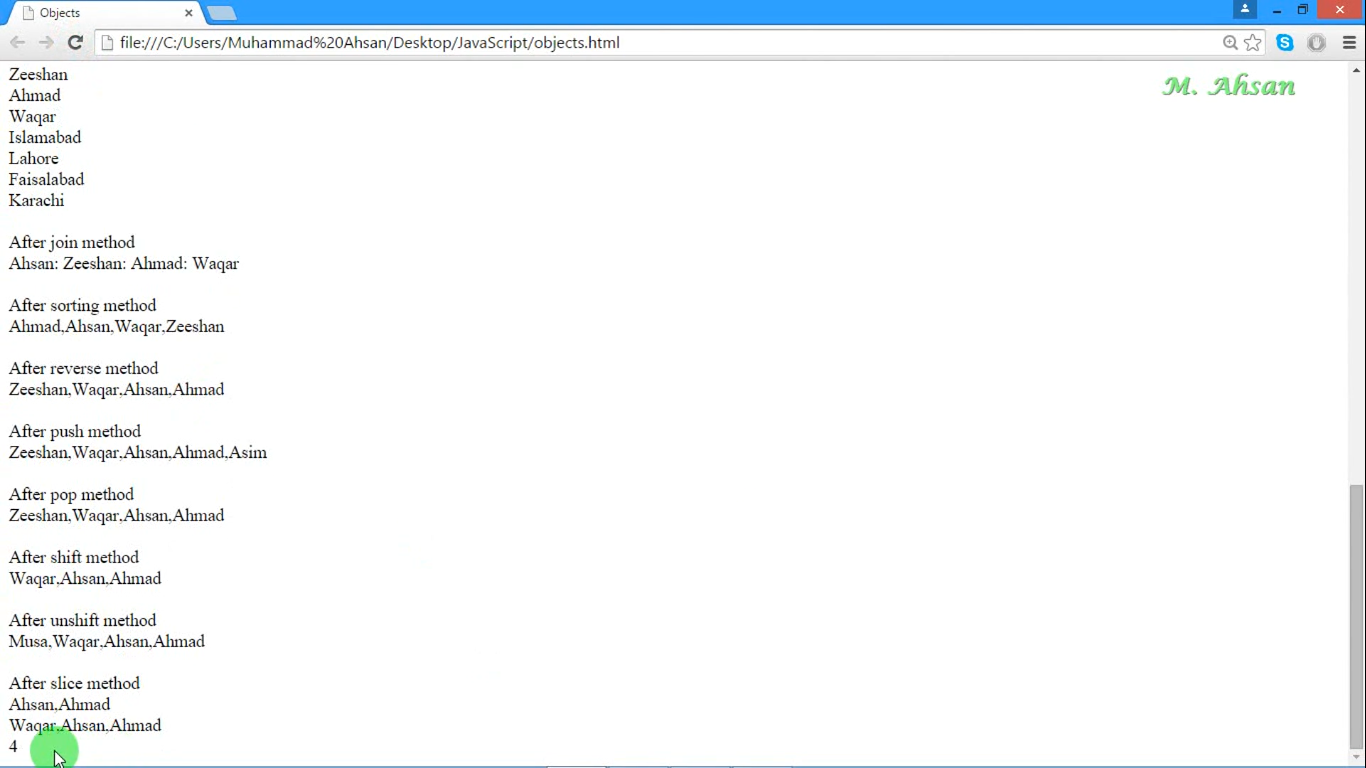 Objects
file:///C:/Users/Muhammad%20Ahsan/Desktop/JavaScript/objects.html
M. Ahsan
Zeeshan
Ahmad
Waqar
Islamabad
Lahore
Faisalabad
Karachi
After join method
Ahsan: Zeeshan: Ahmad: Waqar
After sorting method
Ahmad,Ahsan,Waqar,Zeeshan
After reverse method
Zeeshan,Waqar,Ahsan,Ahmad
After push method
Zeeshan,Waqar,Ahsan,Ahmad,Asim
After pop method
Zeeshan,Waqar,Ahsan,Ahmad
After shift method
Waqar,Ahsan,Ahmad
After unshift method
Musa,Waqar,Ahsan,Ahmad
After slice method
Ahsan,Ahmad
Waqar,Ahsan,Ahmad
4